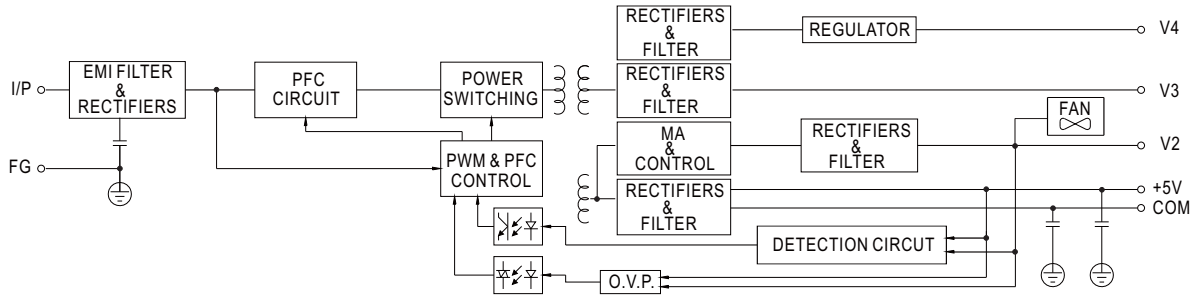 RECTIFIERS
&
FILTER
REGULATOR
V4
I/P
EMI FILTER
&
RECTIFIERS
PFC
CIRCUIT
POWER
SWITCHING
RECTIFIERS
&
FILTER
V3
FAN
FG
PWM & PFC
CONTROL
MA
&
CONTROL
RECTIFIERS
&
FILTER
V2
RECTIFIERS
&
FILTER
+5V
COM
DETECTION CIRCUT
O.V.P.